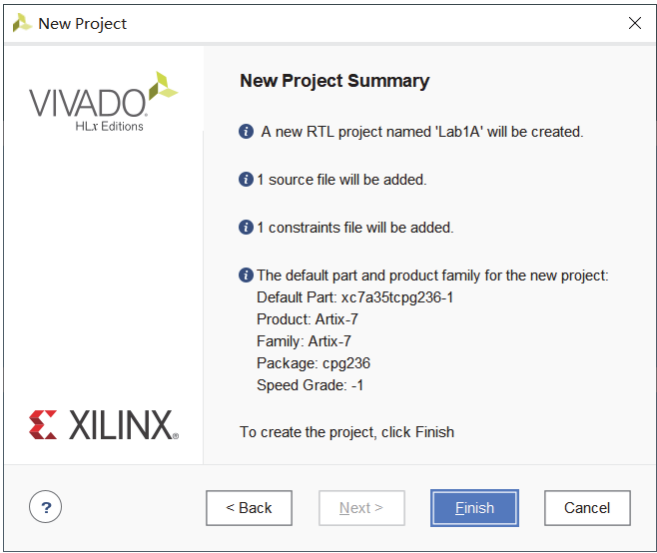 New Project
VIVADO.
HLx Editions
New Project Summary
A new RTL project named 'Lab1A' will be created.
1 source file will be added.
1 constraints file will be added.
The default part and product family for the new project:
Default Part: xc7a35tcpg236-1
Product: Artix-7
Family: Artix-7
Package: cpg236
Speed Grade: -1
XILINX.
To create the project, click Finish
?
< Back
Next >
Finish
Cancel